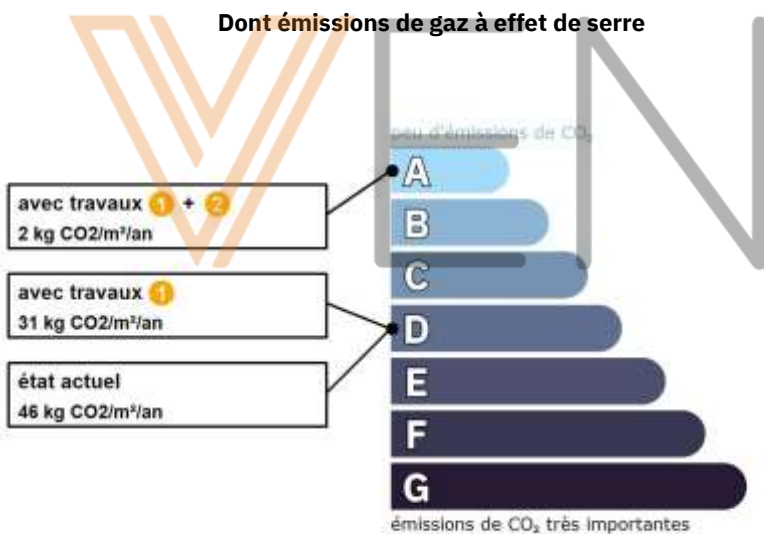 Dont émissions de gaz à effet de serre
peu d'émissions de CO₂
A
avec travaux 1 + 2
2 kg CO2/m²/an
B
C
avec travaux 1
31 kg CO2/m²/an
D
état actuel
46 kg CO2/m²/an
E
F
G
émissions de CO₂ très importantes
VEN